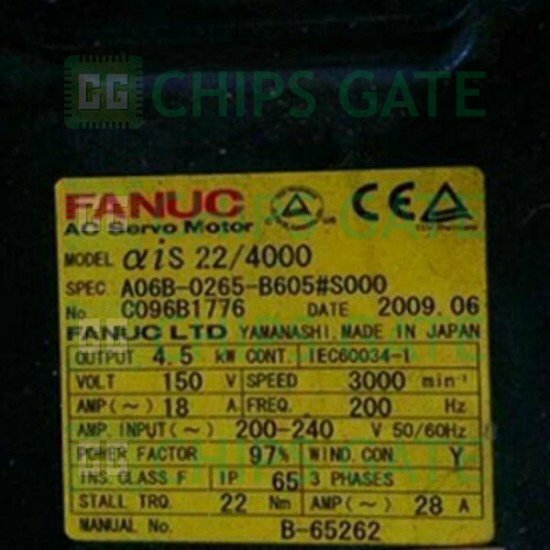 CG CHIPS GATE
FANUC CE
AC Servo Motor
MODEL αiS 22/4000
SPEC. A06B-0265-B605#S000
No. C096B1776 DATE 2009.06
FANUC LTD YAMANASHI, MADE IN JAPAN
OUTPUT 4.5 kW CONT. IEC60034-1
VOLT 150 V SPEED 3000 min⁻¹
AMP(~) 18 A FREQ. 200 Hz
AMP. INPUT(~) 200-240 V 50/60Hz
POWER FACTOR 97% WIND. CON. Y
INS. CLASS F IP 65 3 PHASES
STALL TRQ. 22 Nm AMP(~) 28 A
MANUAL No. B-65262